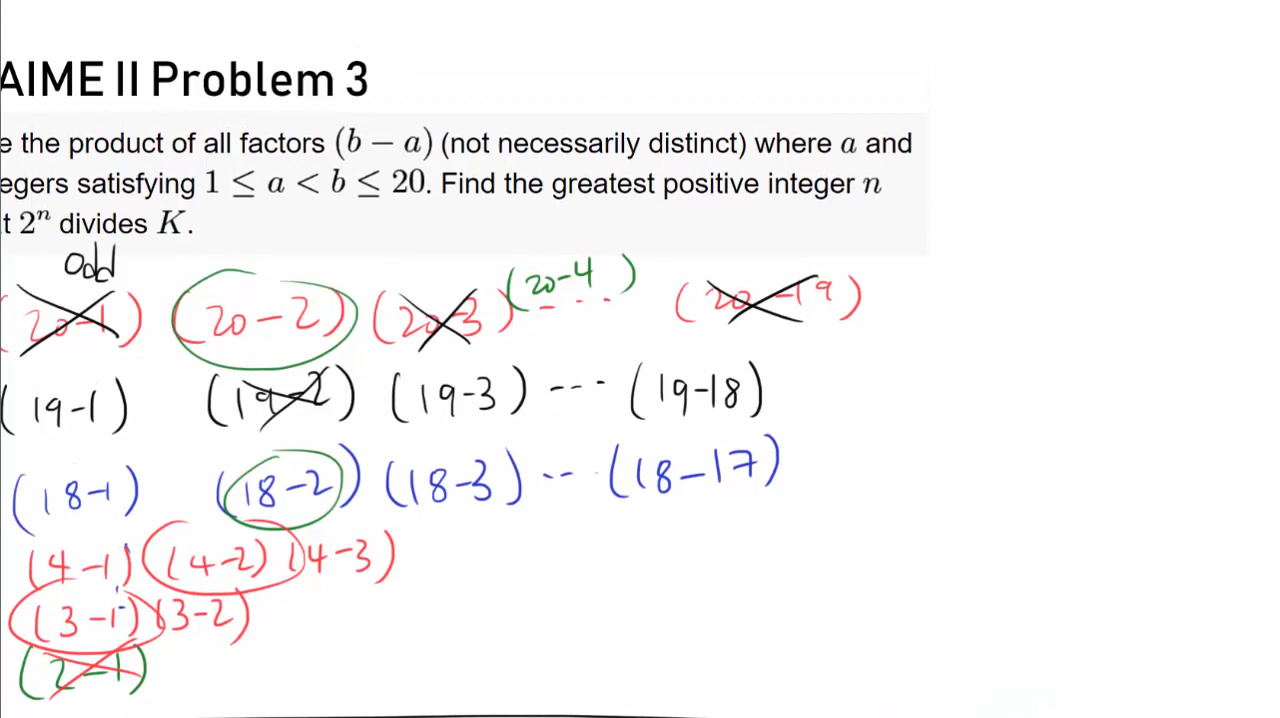 AIME II Problem 3
e the product of all factors (b − a) (not necessarily distinct) where a and
egers satisfying 1 ≤ a < b ≤ 20. Find the greatest positive integer n
t 2ⁿ divides K.
odd
(20-1) (20-2) (20-3) (20-4) --- (20-19)
(19-1) (19-2) (19-3) --- (19-18)
(18-1) (18-2) (18-3) --- (18-17)
(4-1) (4-2) (4-3)
(3-1) (3-2)
(2-1)